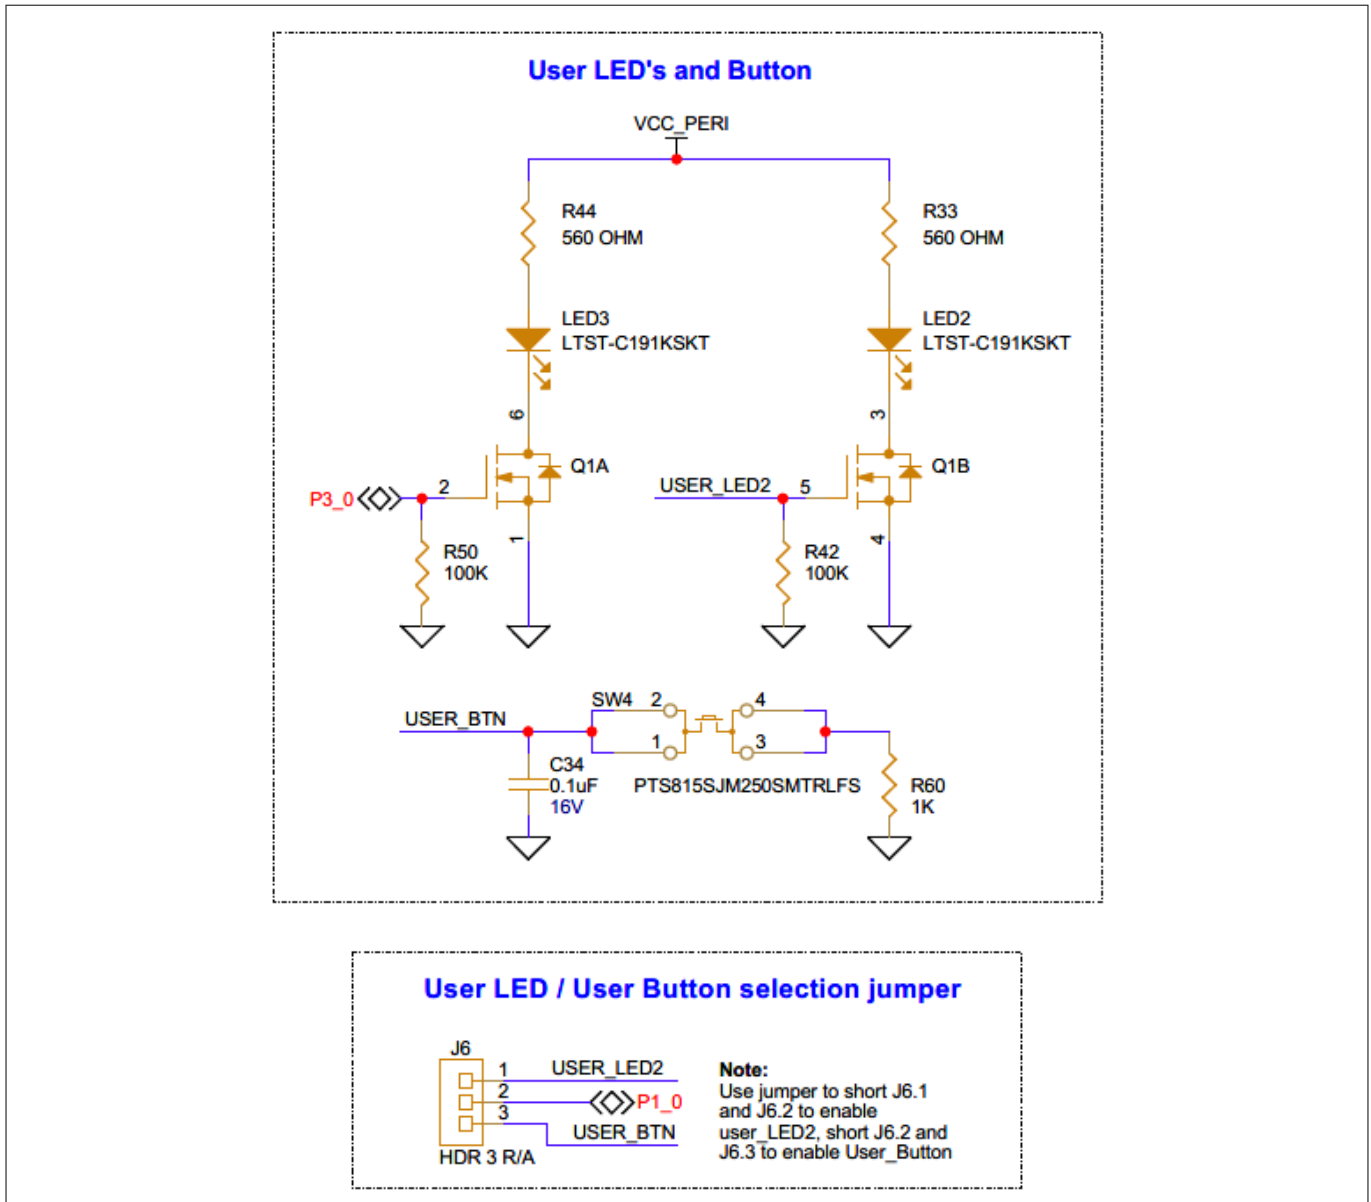 User LED's and Button
VCC_PERI
R44
560 OHM
R33
560 OHM
LED3
LTST-C191KSKT
LED2
LTST-C191KSKT
6
3
Q1A
Q1B
P3_0
2
USER_LED2
5
1
4
R50
100K
R42
100K
SW4
2
4
USER_BTN
1
3
C34
0.1uF
16V
PTS815SJM250SMTRLFS
R60
1K
User LED / User Button selection jumper
J6
1
USER_LED2
2
P1_0
3
USER_BTN
HDR 3 R/A
Note:
Use jumper to short J6.1
and J6.2 to enable
user_LED2, short J6.2 and
J6.3 to enable User_Button